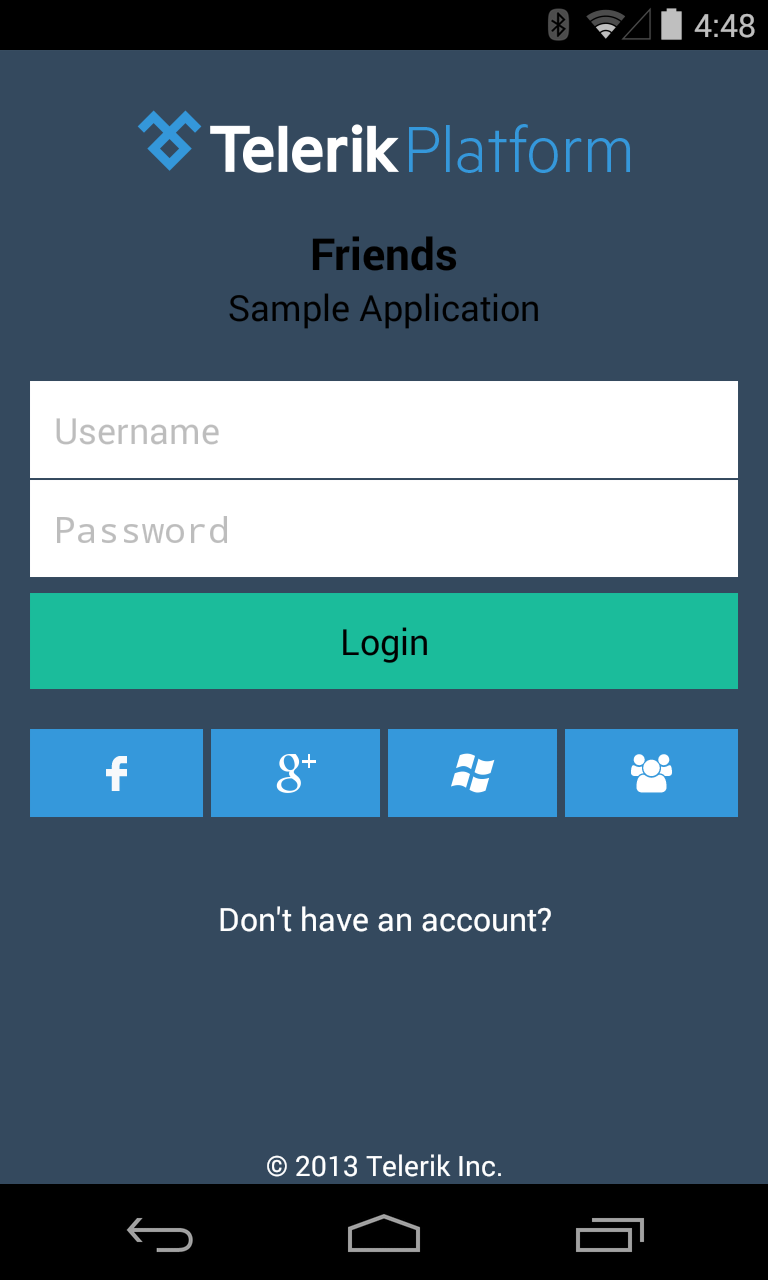 4:48
Telerik Platform
Friends
Sample Application
Username
Password
Login
f g+
Don't have an account?
© 2013 Telerik Inc.